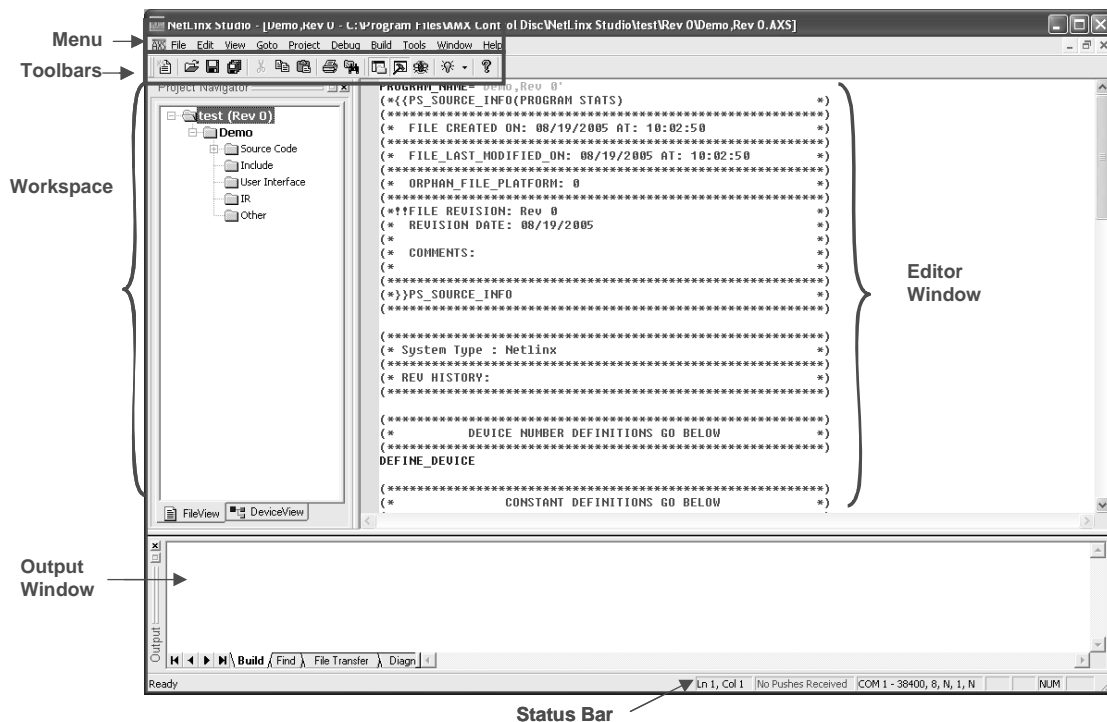 NetLinx Studio - [Demo,Rev 0 - C:\Program Files\AMX Control Disc\NetLinx Studio\test\Rev 0\Demo,Rev 0.AXS]
Menu
AXS File Edit View Goto Project Debug Build Tools Window Help
Toolbars
Project Navigator
test (Rev 0)
Demo
Source Code
Include
User Interface
IR
Other
Workspace
FileView
DeviceView
PROGRAM_NAME='Demo,Rev 0'
(*{{PS_SOURCE_INFO(PROGRAM STATS) *)
(***********************************************************)
(* FILE CREATED ON: 08/19/2005 AT: 10:02:50 *)
(***********************************************************)
(* FILE_LAST_MODIFIED_ON: 08/19/2005 AT: 10:02:50 *)
(***********************************************************)
(* ORPHAN_FILE_PLATFORM: 0 *)
(***********************************************************)
(*!!FILE REVISION: Rev 0 *)
(* REVISION DATE: 08/19/2005 *)
(* *)
(* COMMENTS: *)
(* *)
(***********************************************************)
(*}}PS_SOURCE_INFO *)
(***********************************************************)
(***********************************************************)
(* System Type : Netlinx *)
(***********************************************************)
(* REV HISTORY: *)
(***********************************************************)
(***********************************************************)
(* DEVICE NUMBER DEFINITIONS GO BELOW *)
(***********************************************************)
DEFINE_DEVICE
(***********************************************************)
(* CONSTANT DEFINITIONS GO BELOW *)
Editor
Window
Output
Window
Output
Build
Find
File Transfer
Diagn
Ready
Ln 1, Col 1
No Pushes Received
COM 1 - 38400, 8, N, 1, N
NUM
Status Bar